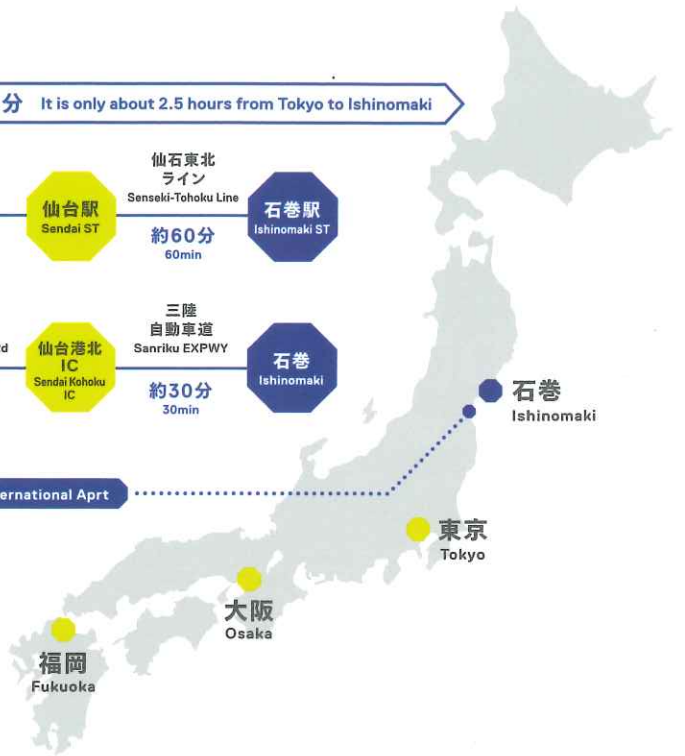 分 It is only about 2.5 hours from Tokyo to Ishinomaki
仙石東北
ライン
Senseki-Tohoku Line
仙台駅
Sendai ST
石巻駅
Ishinomaki ST
約60分
60min
三陸
自動車道
Sanriku EXPWY
仙台港北
IC
Sendai Kohoku
IC
石巻
Ishinomaki
約30分
30min
石巻
Ishinomaki
ernational Aprt
東京
Tokyo
大阪
Osaka
福岡
Fukuoka